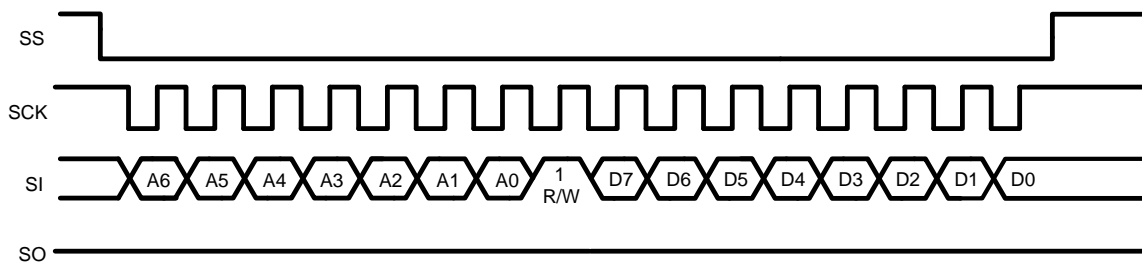 SS
SCK
SI A6 A5 A4 A3 A2 A1 A0 1 R/W D7 D6 D5 D4 D3 D2 D1 D0
SO